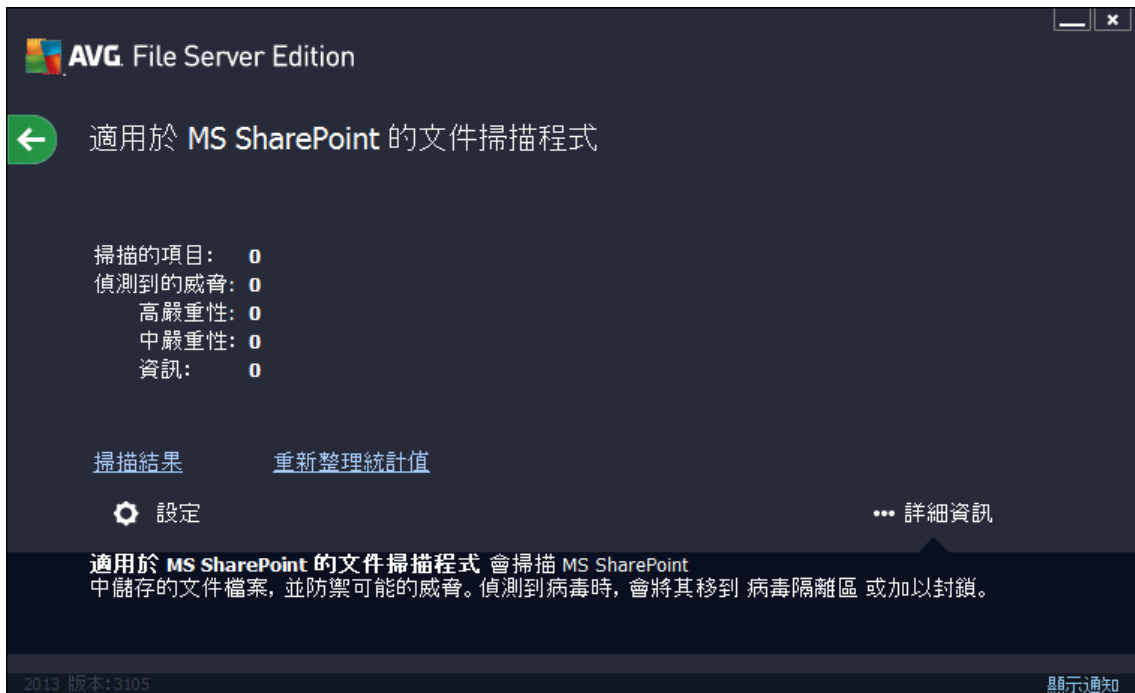 AVG. File Server Edition
適用於 MS SharePoint 的文件掃描程式
掃描的項目: 0
偵測到的威脅: 0
高嚴重性: 0
中嚴重性: 0
資訊: 0
掃描結果 重新整理統計值
設定 ••• 詳細資訊
適用於 MS SharePoint 的文件掃描程式 會掃描 MS SharePoint
中儲存的文件檔案, 並防禦可能的威脅。偵測到病毒時, 會將其移到 病毒隔離區 或加以封鎖。
2013 版本: 3105 顯示通知